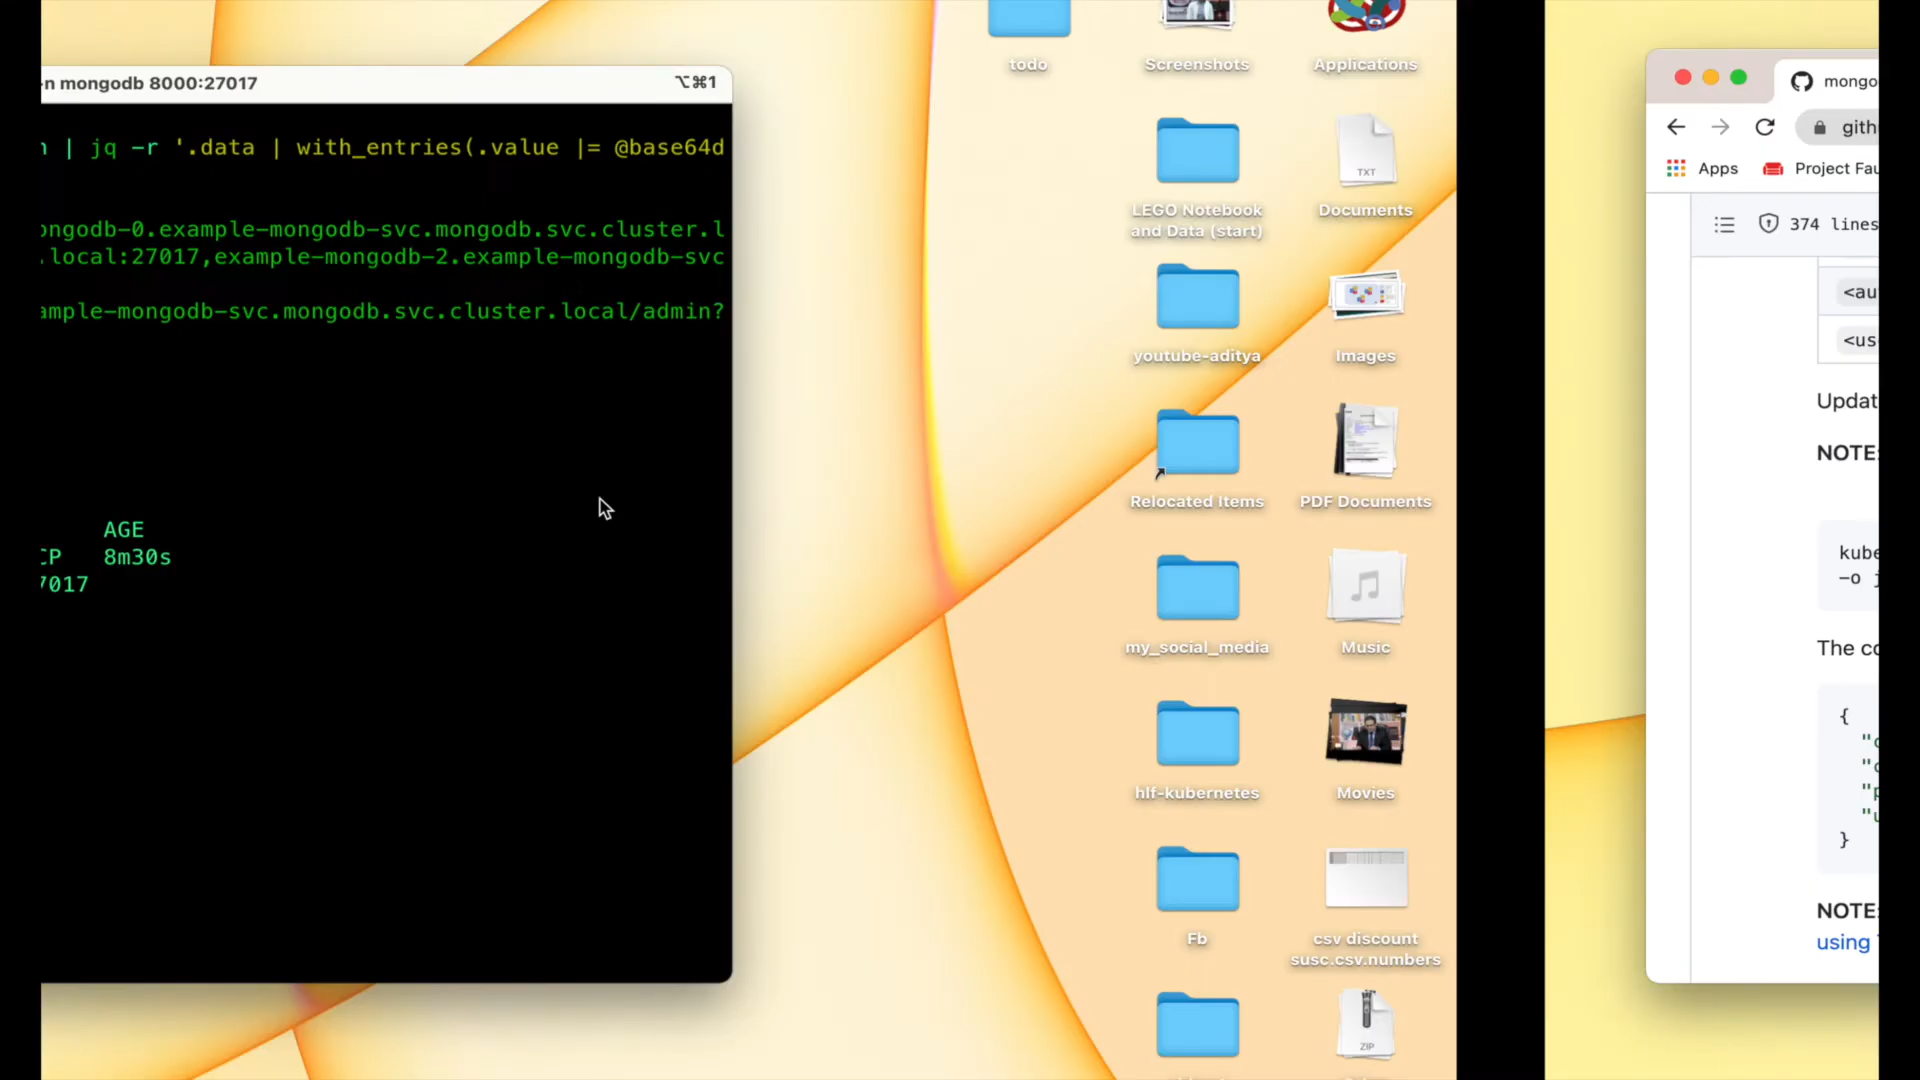 -n mongodb 8000:27017
⌥⌘1
| jq -r '.data | with_entries(.value |= @base64d
ongodb-0.example-mongodb-svc.mongodb.svc.cluster.l
.local:27017,example-mongodb-2.example-mongodb-svc
ample-mongodb-svc.mongodb.svc.cluster.local/admin?
AGE
CP 8m30s
7017
todo
Screenshots
Applications
TXT
LEGO Notebook
and Data (start)
Documents
youtube-aditya
Images
Relocated Items
PDF Documents
my_social_media
Music
hlf-kubernetes
Movies
Fb
csv discount
susc.csv.numbers
ZIP
mongo
gith
Apps
Project Fau
374 lines
<au
<us
Updat
NOTE:
kube
-o j
The co
{
"c
"c
"p
"u
}
NOTE:
using